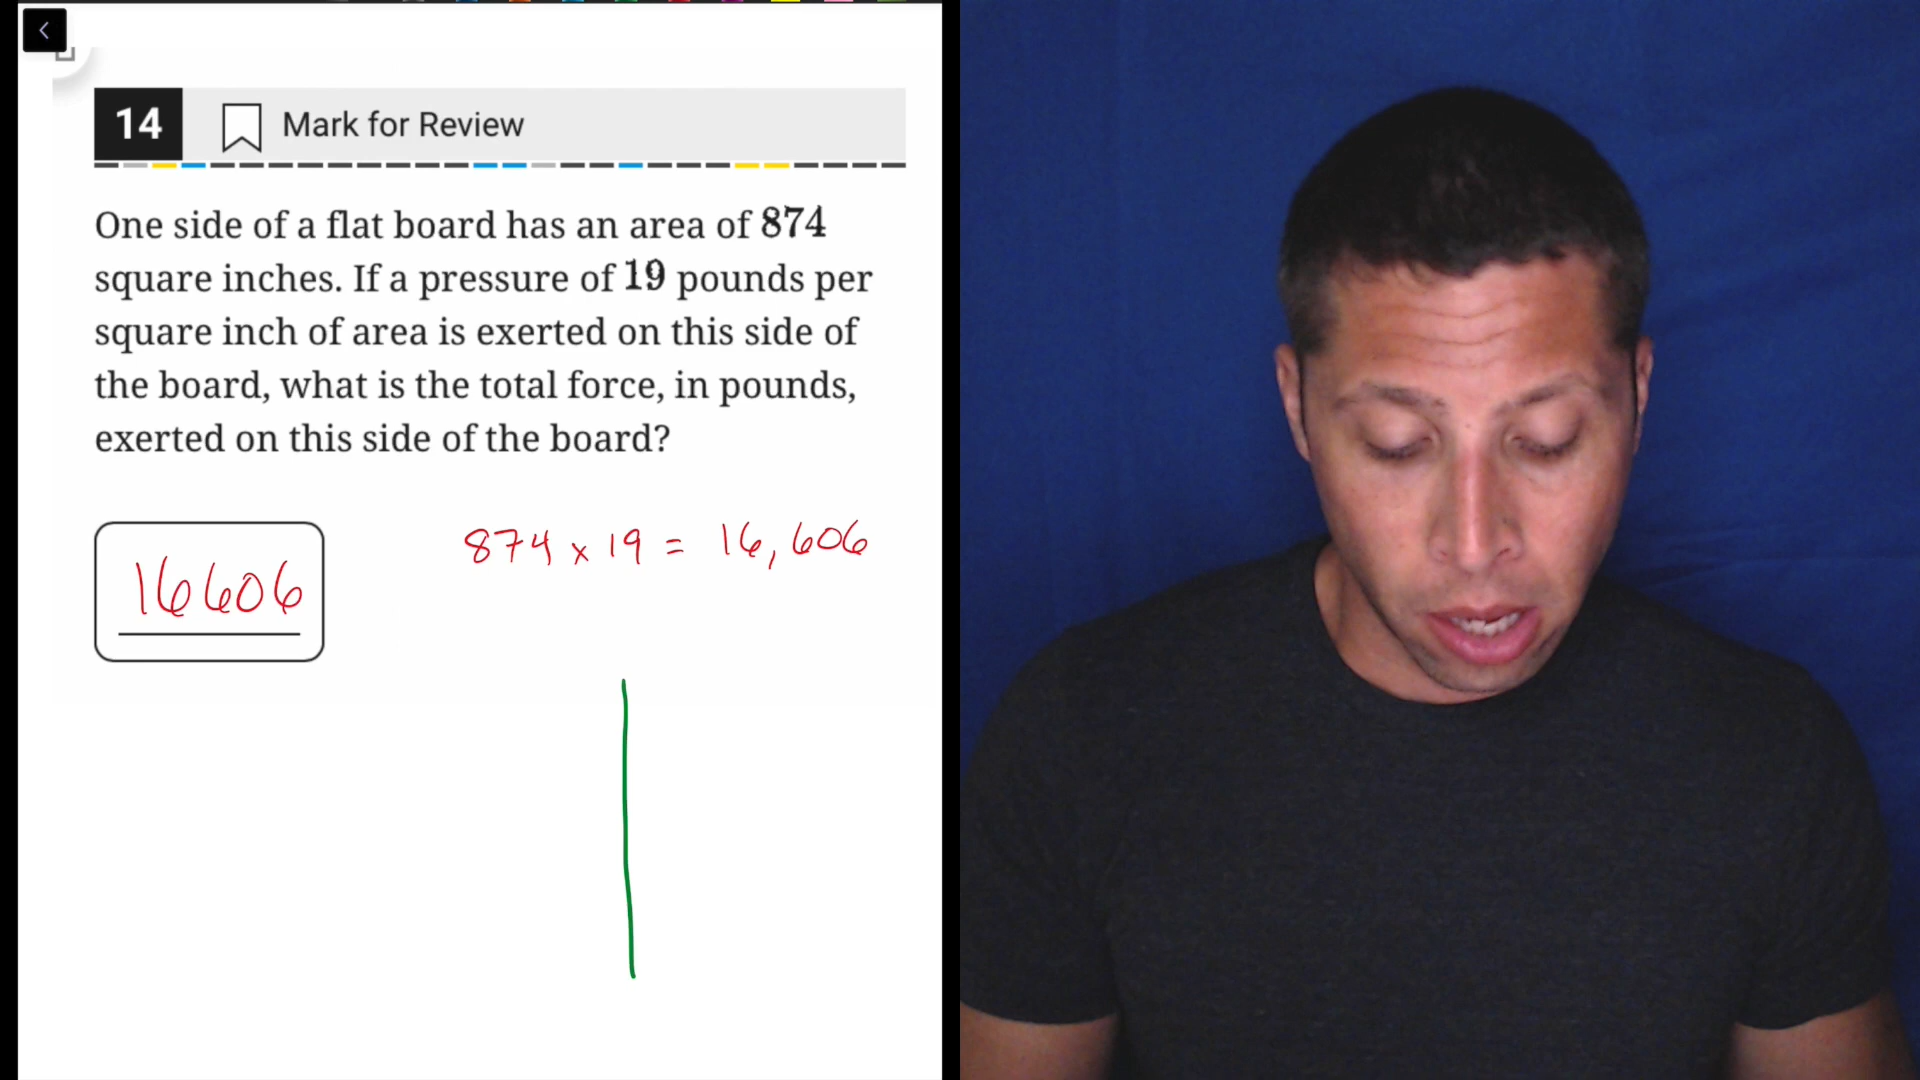 14 Mark for Review
One side of a flat board has an area of 874
square inches. If a pressure of 19 pounds per
square inch of area is exerted on this side of
the board, what is the total force, in pounds,
exerted on this side of the board?
874 x 19 = 16,606
16606